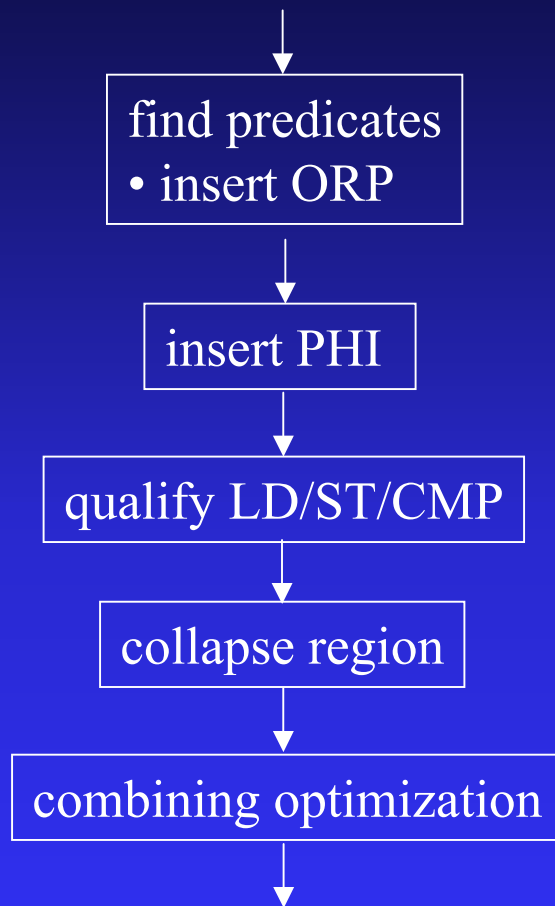 find predicates
• insert ORP
insert PHI
qualify LD/ST/CMP
collapse region
combining optimization